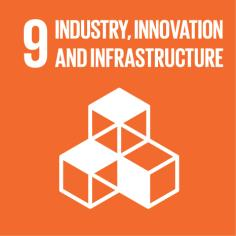 9 INDUSTRY, INNOVATION
AND INFRASTRUCTURE